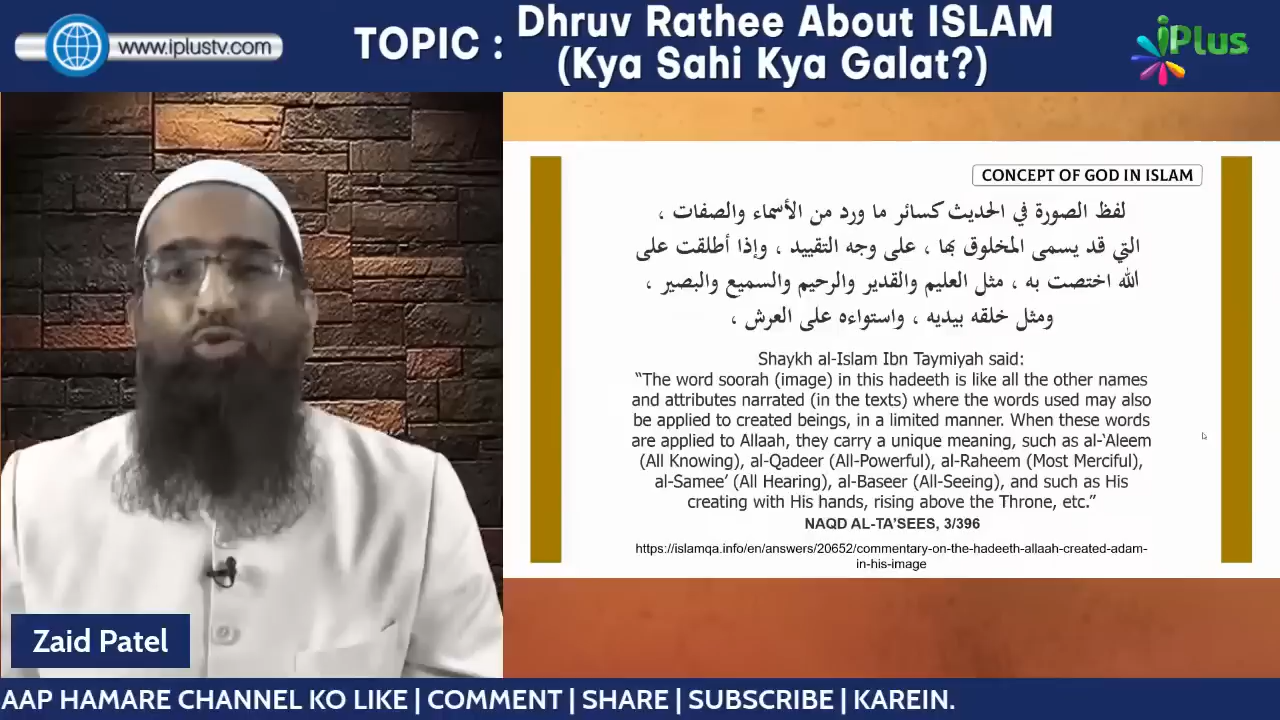 www.iplustv.com
TOPIC :
Dhruv Rathee About ISLAM
(Kya Sahi Kya Galat?)
iPlus
CONCEPT OF GOD IN ISLAM
لفظ الصورة في الحديث كسائر ما ورد من الأسماء والصفات ،
التي قد يسمى المخلوق بها ، على وجه التقييد ، وإذا أطلقت على
الله اختصت به ، مثل العليم والقدير والرحيم والسميع والبصير ،
ومثل خلقه بيديه ، واستواءه على العرش ،
Shaykh al-Islam Ibn Taymiyah said:
“The word soorah (image) in this hadeeth is like all the other names
and attributes narrated (in the texts) where the words used may also
be applied to created beings, in a limited manner. When these words
are applied to Allaah, they carry a unique meaning, such as al-‘Aleem
(All Knowing), al-Qadeer (All-Powerful), al-Raheem (Most Merciful),
al-Samee’ (All Hearing), al-Baseer (All-Seeing), and such as His
creating with His hands, rising above the Throne, etc.”
NAQD AL-TA’SEES, 3/396
https://islamqa.info/en/answers/20652/commentary-on-the-hadeeth-allaah-created-adam-
in-his-image
Zaid Patel
AAP HAMARE CHANNEL KO LIKE | COMMENT | SHARE | SUBSCRIBE | KAREIN.